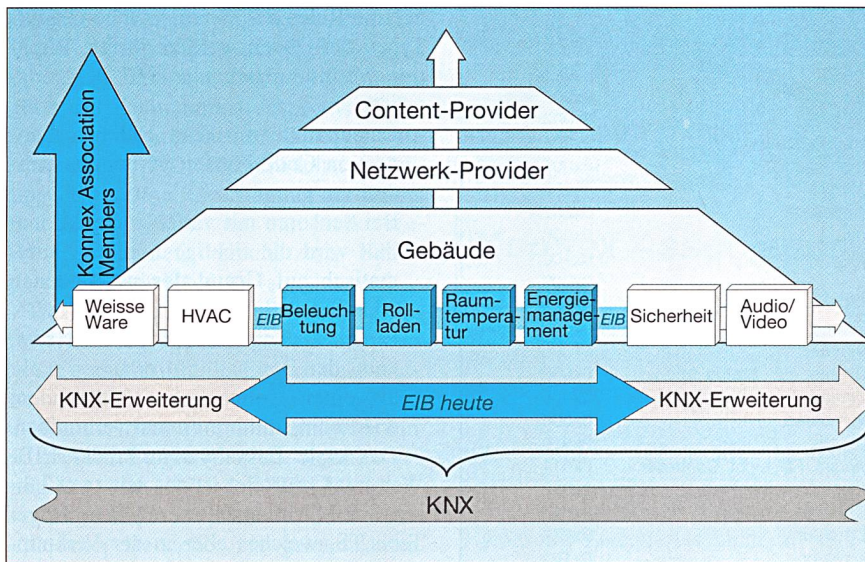 Content-Provider
Netzwerk-Provider
Konnex Association
Members
Gebäude
Weisse
Ware
HVAC
EIB
Beleuch-
tung
Roll-
laden
Raum-
tempera-
tur
Energie-
manage-
ment
EIB
Sicherheit
Audio/
Video
KNX-Erweiterung
EIB heute
KNX-Erweiterung
KNX